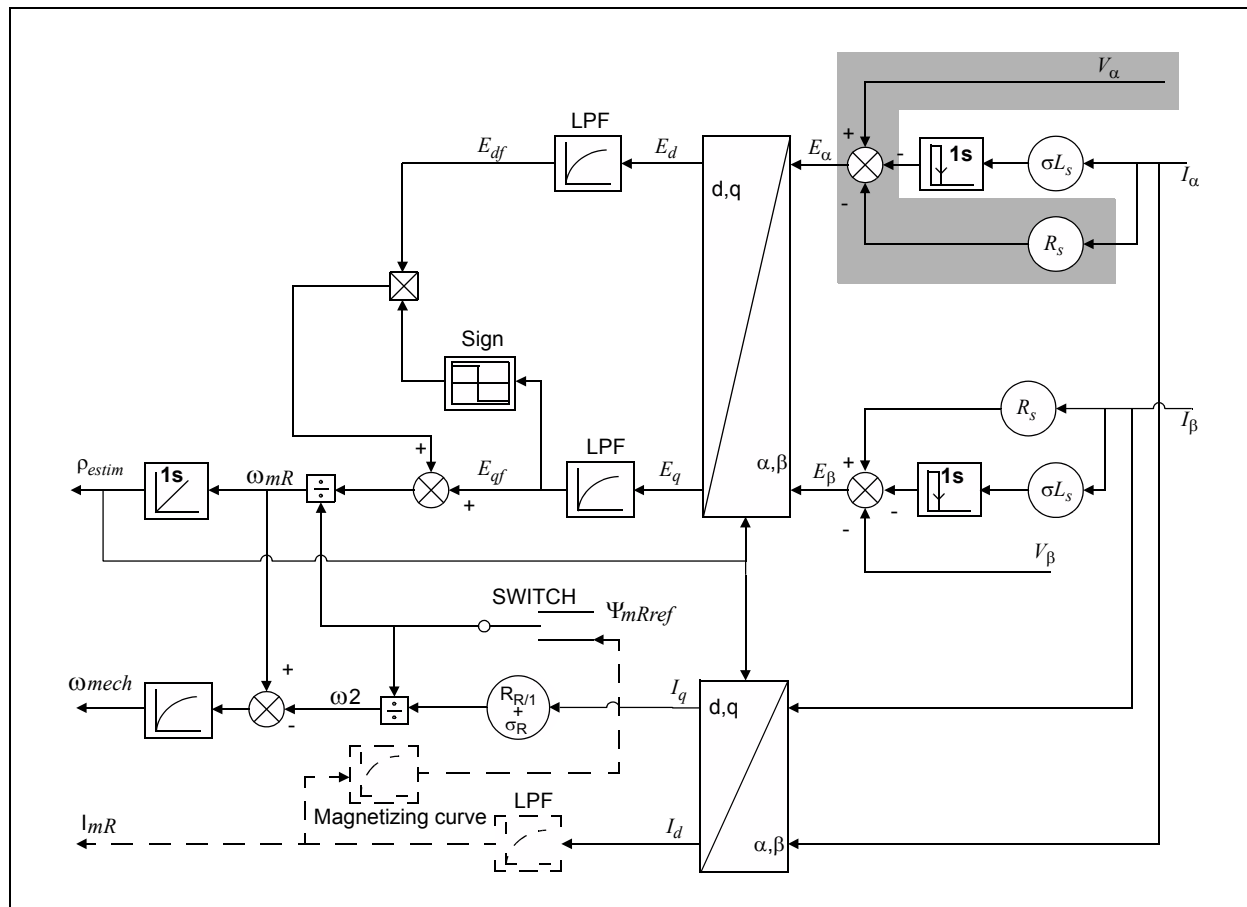 V_α
LPF
LPF
E_df
E_d
d,q
E_α
+
-
-
1s
σL_s
I_α
R_s
Sign
R_s
I_β
LPF
α,β
+
ρ_estim
1s
ω_mR
÷
+
E_qf
+
E_q
E_β
+
-
-
1s
σL_s
V_β
SWITCH
Ψ_mRref
+
ω_mech
-
ω2
÷
R_R/1
+
σ_R
I_q
d,q
Magnetizing curve
LPF
I_mR
I_d
α,β